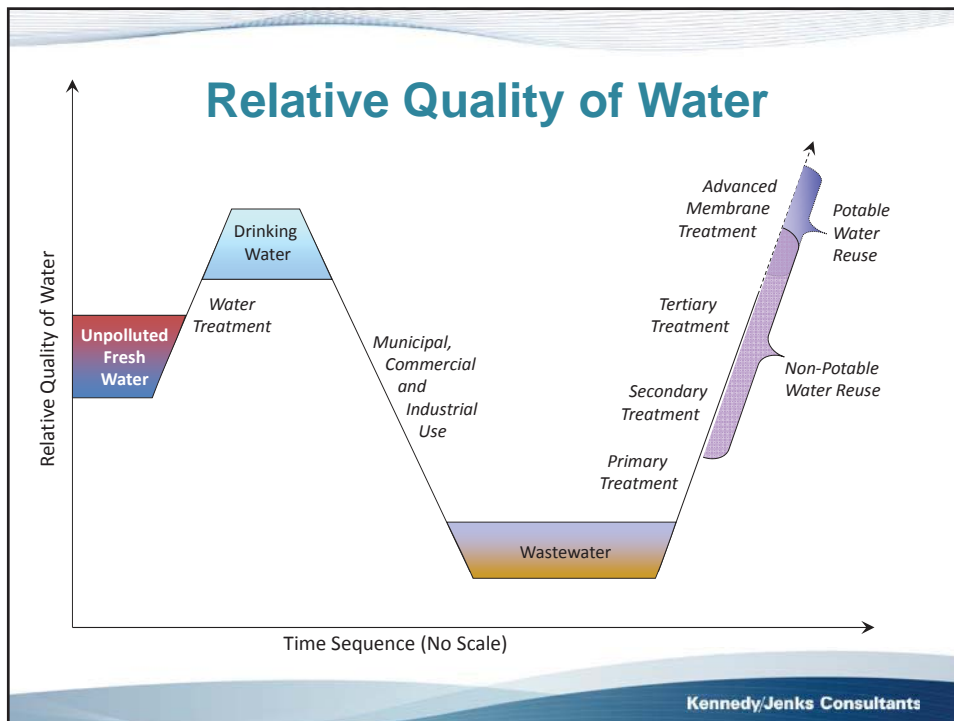 Relative Quality of Water
Relative Quality of Water
Unpolluted
Fresh
Water
Water
Treatment
Drinking
Water
Municipal,
Commercial
and
Industrial
Use
Wastewater
Primary
Treatment
Secondary
Treatment
Tertiary
Treatment
Advanced
Membrane
Treatment
Potable
Water
Reuse
Non-Potable
Water Reuse
Time Sequence (No Scale)
Kennedy/Jenks Consultants